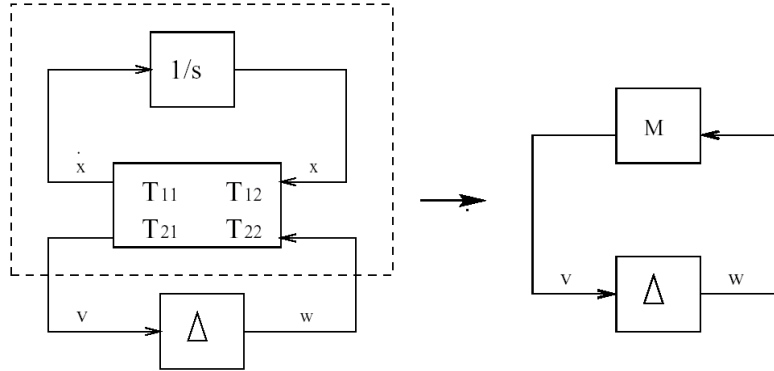 1/s
ẋ x
T11 T12
T21 T22
v Δ w
M
v Δ w